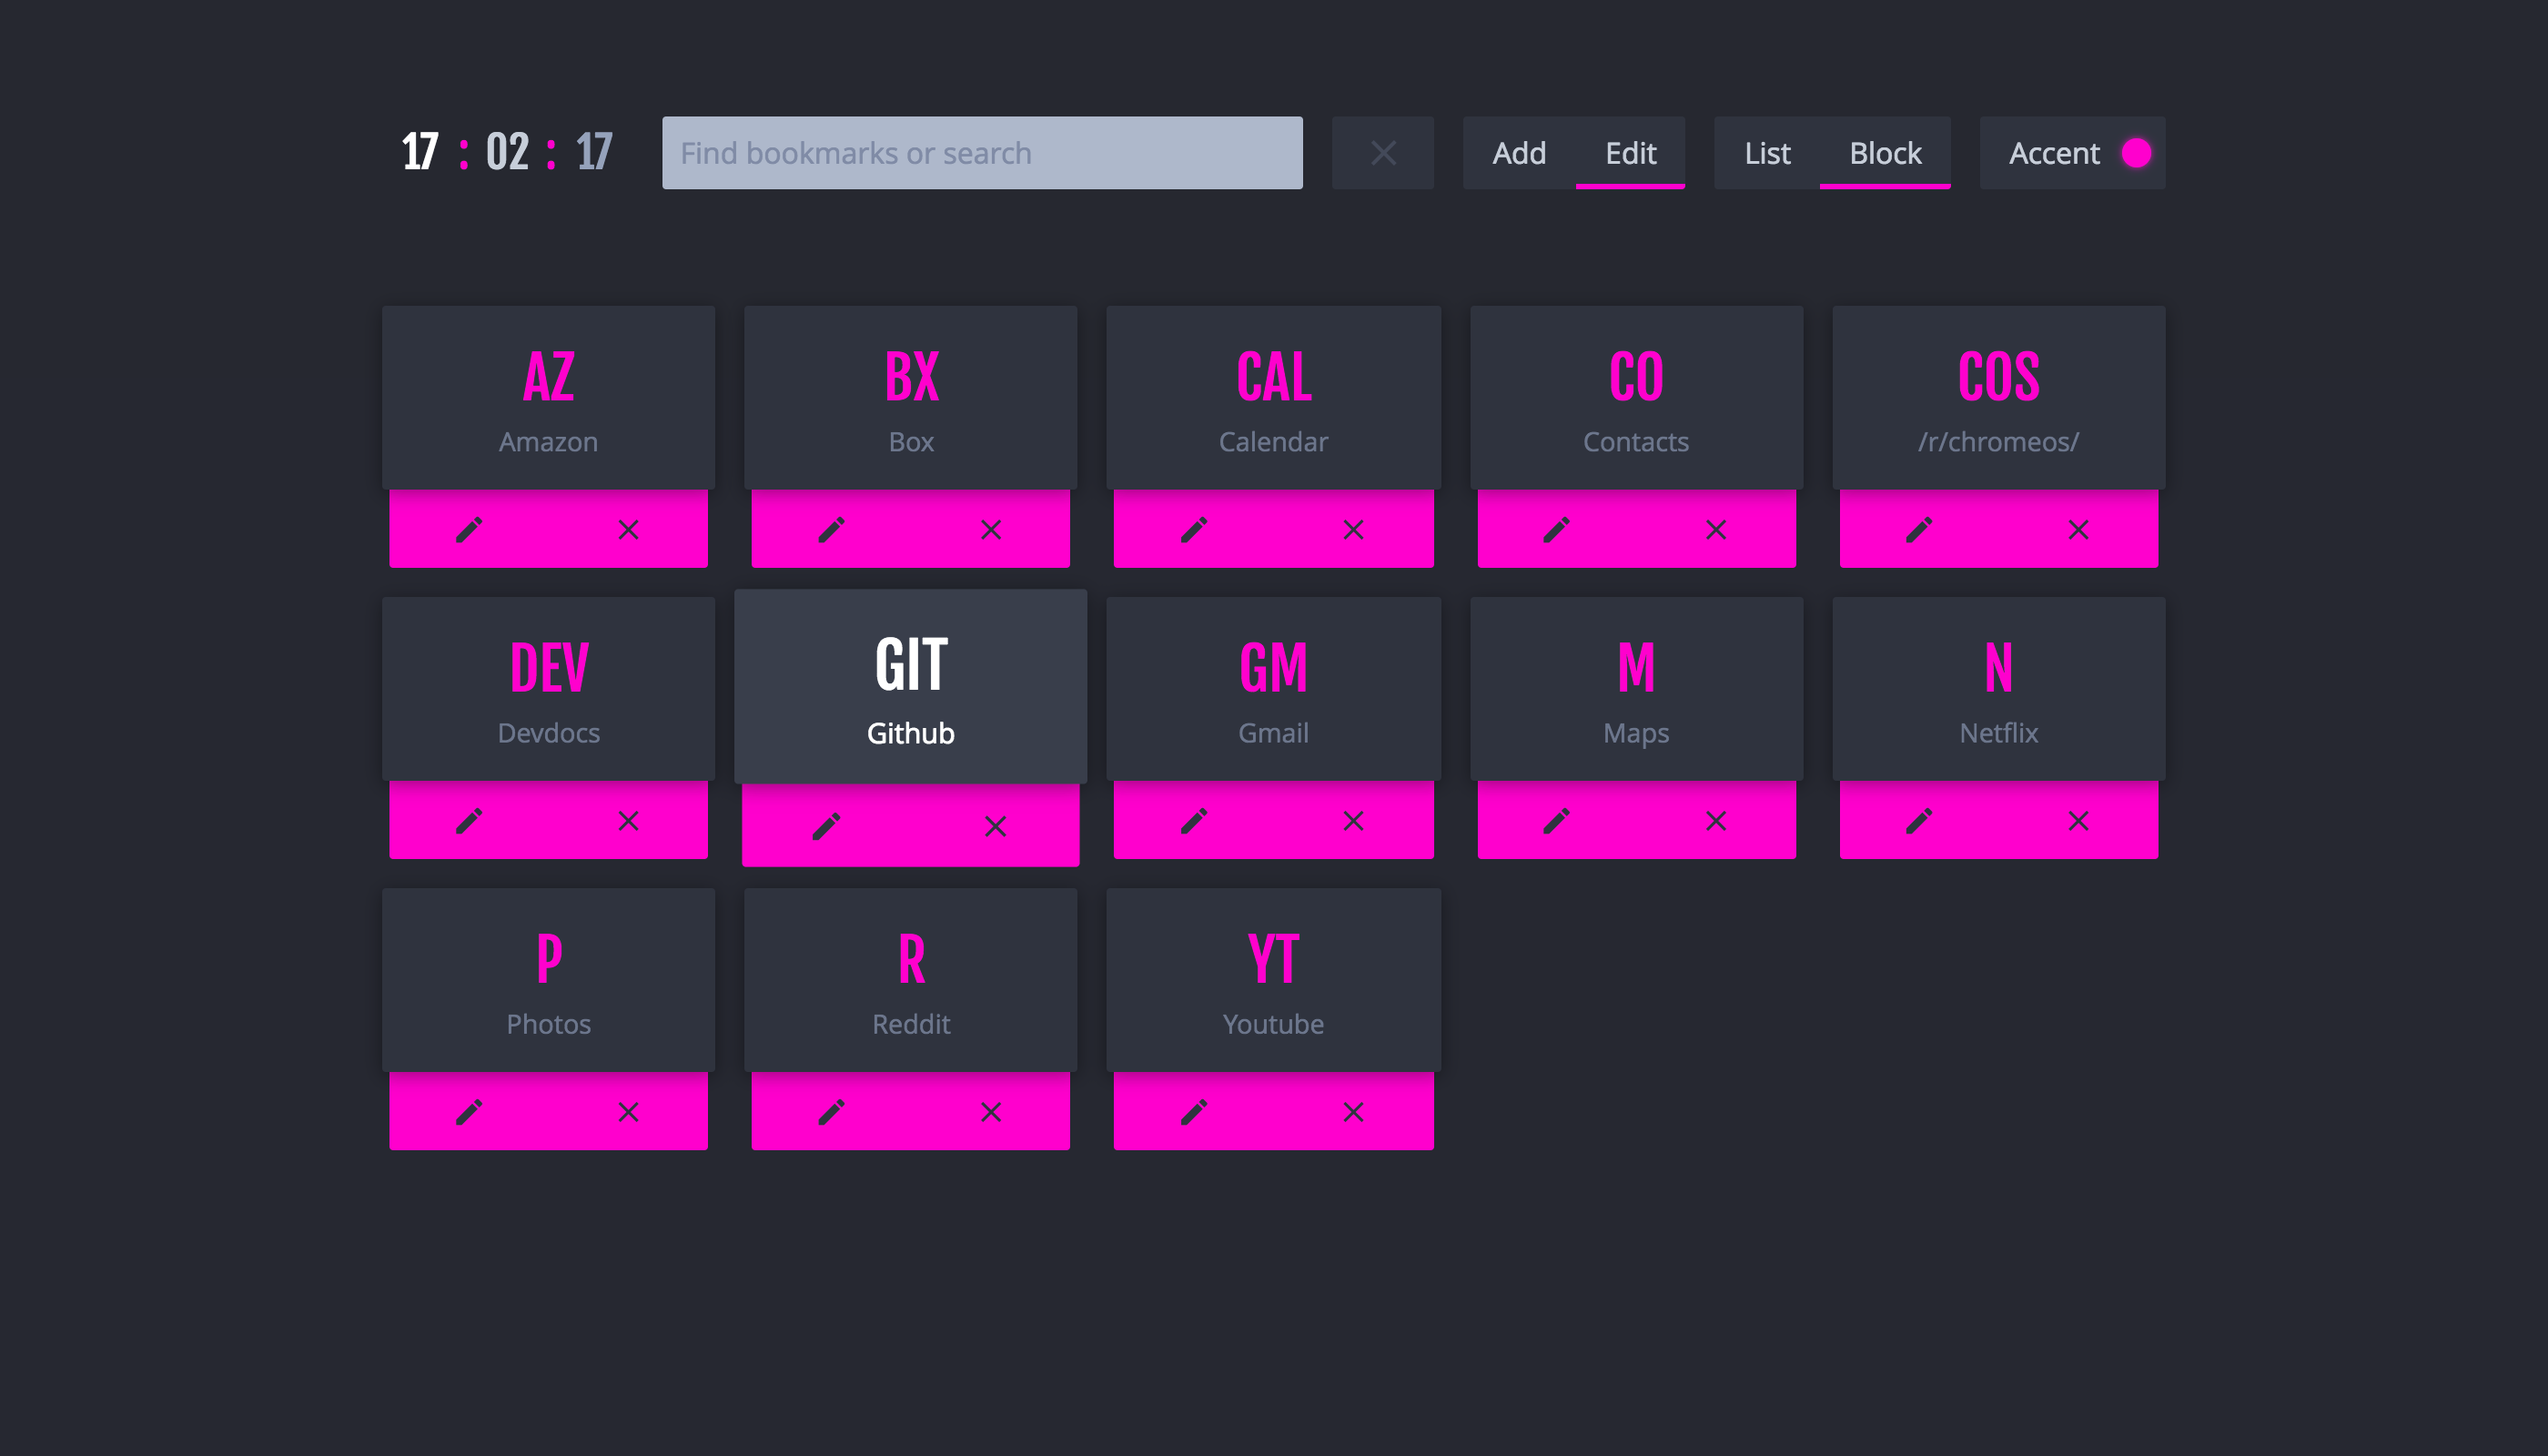 17 : 02 : 17
Find bookmarks or search
Add Edit
List Block
Accent
AZ
Amazon
BX
Box
CAL
Calendar
CO
Contacts
COS
/r/chromeos/
DEV
Devdocs
GIT
Github
GM
Gmail
M
Maps
N
Netflix
P
Photos
R
Reddit
YT
Youtube